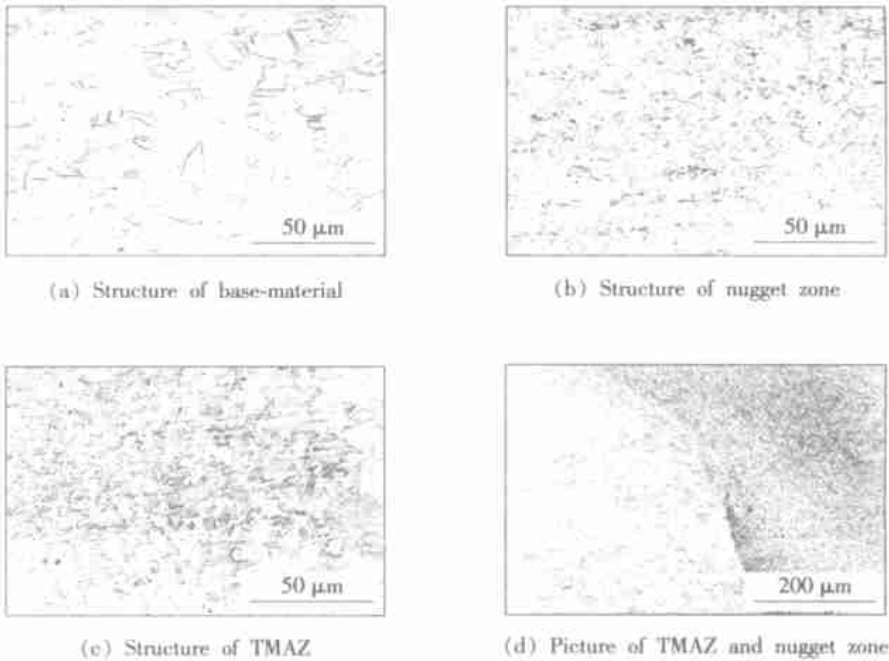 50 μm
50 μm
(a) Structure of base-material
(b) Structure of nugget zone
50 μm
200 μm
(c) Structure of TMAZ
(d) Picture of TMAZ and nugget zone